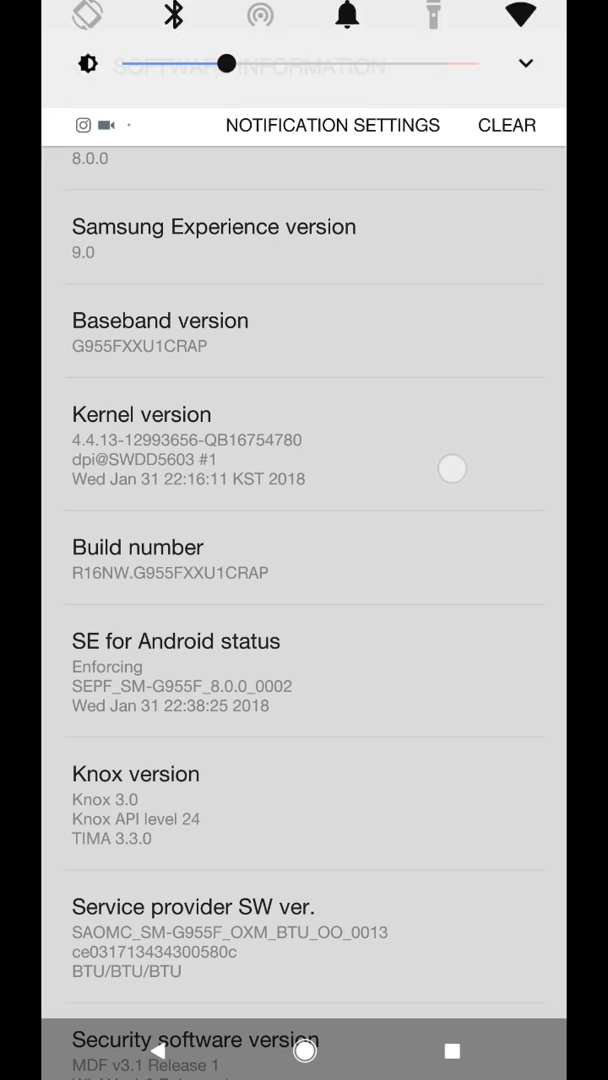 SOFTWARE INFORMATION
NOTIFICATION SETTINGS CLEAR
8.0.0
Samsung Experience version
9.0
Baseband version
G955FXXU1CRAP
Kernel version
4.4.13-12993656-QB16754780
dpi@SWDD5603 #1
Wed Jan 31 22:16:11 KST 2018
Build number
R16NW.G955FXXU1CRAP
SE for Android status
Enforcing
SEPF_SM-G955F_8.0.0_0002
Wed Jan 31 22:38:25 2018
Knox version
Knox 3.0
Knox API level 24
TIMA 3.3.0
Service provider SW ver.
SAOMC_SM-G955F_OXM_BTU_OO_0013
ce031713434300580c
BTU/BTU/BTU
Security software version
MDF v3.1 Release 1